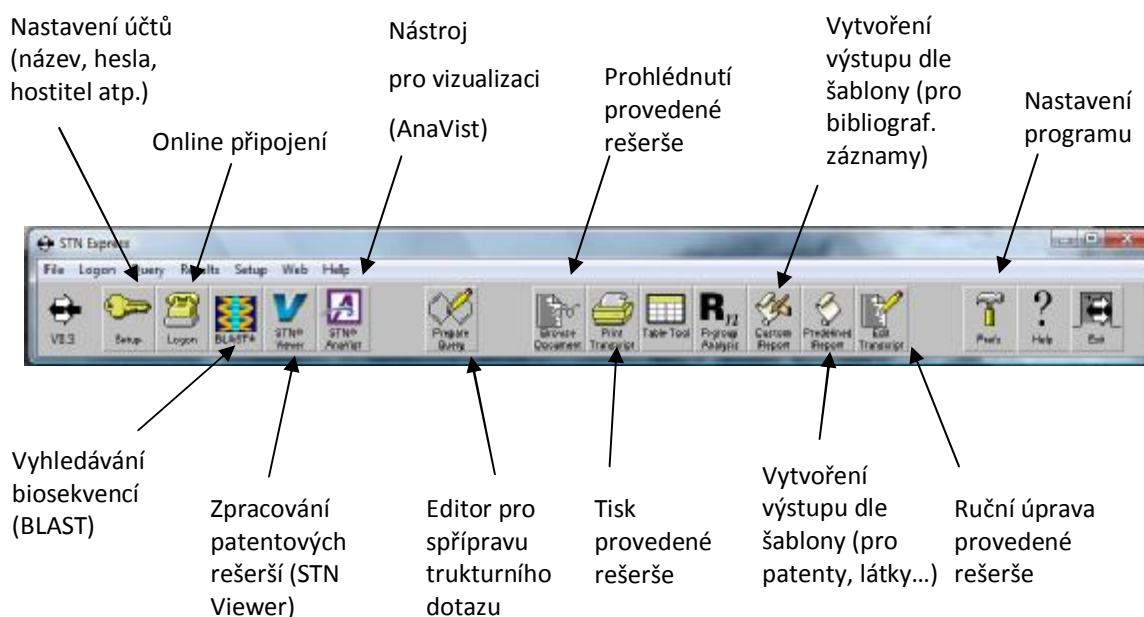 Nastavení účtů
(název, hesla,
hostitel atp.)
Online připojení
Nástroj
pro vizualizaci
(AnaVist)
Prohlédnutí
provedené
rešerše
Vytvoření
výstupu dle
šablony (pro
bibliograf.
záznamy)
Nastavení
programu
STN Express
File Logon Query Results Setup Web Help
V8.3
Setup
Logon
BLAST®
STN®
Viewer
STN®
AnaVist
Prepare
Query
Browse
Document
Print
Transcript
Table Tool
Rn
R-group
Analysis
Custom
Report
Predefined
Report
Edit
Transcript
Prefs
?
Help
Exit
Vyhledávání
biosekvencí
(BLAST)
Zpracování
patentových
rešerší (STN
Viewer)
Editor pro
spřípravu
trukturního
dotazu
Tisk
provedené
rešerše
Vytvoření
výstupu dle
šablony (pro
patenty, látky…)
Ruční úprava
provedené
rešerše